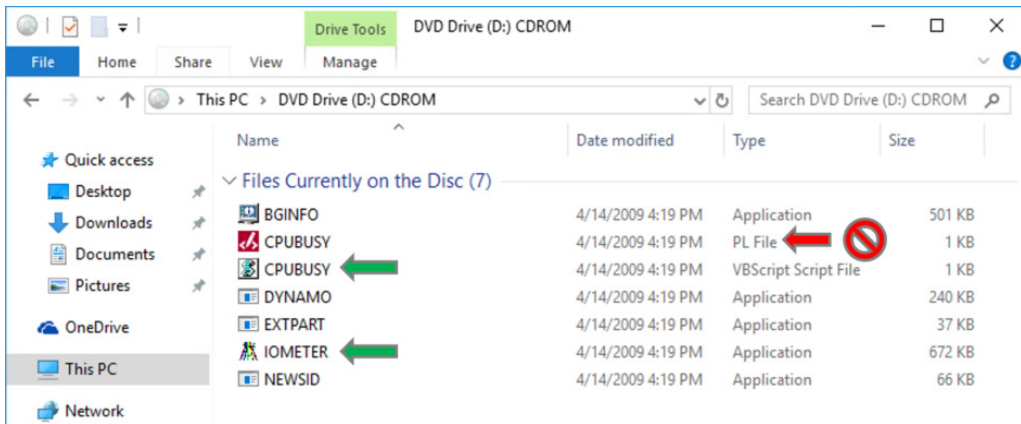 Drive Tools DVD Drive (D:) CDROM
File Home Share View Manage
This PC > DVD Drive (D:) CDROM Search DVD Drive (D:) CDROM
Name Date modified Type Size
Quick access
Files Currently on the Disc (7)
Desktop
BGINFO 4/14/2009 4:19 PM Application 501 KB
Downloads
CPUBUSY 4/14/2009 4:19 PM PL File 1 KB
Documents
CPUBUSY 4/14/2009 4:19 PM VBScript Script File 1 KB
Pictures
DYNAMO 4/14/2009 4:19 PM Application 240 KB
OneDrive
EXTPART 4/14/2009 4:19 PM Application 37 KB
This PC
IOMETER 4/14/2009 4:19 PM Application 672 KB
NEWSID 4/14/2009 4:19 PM Application 66 KB
Network